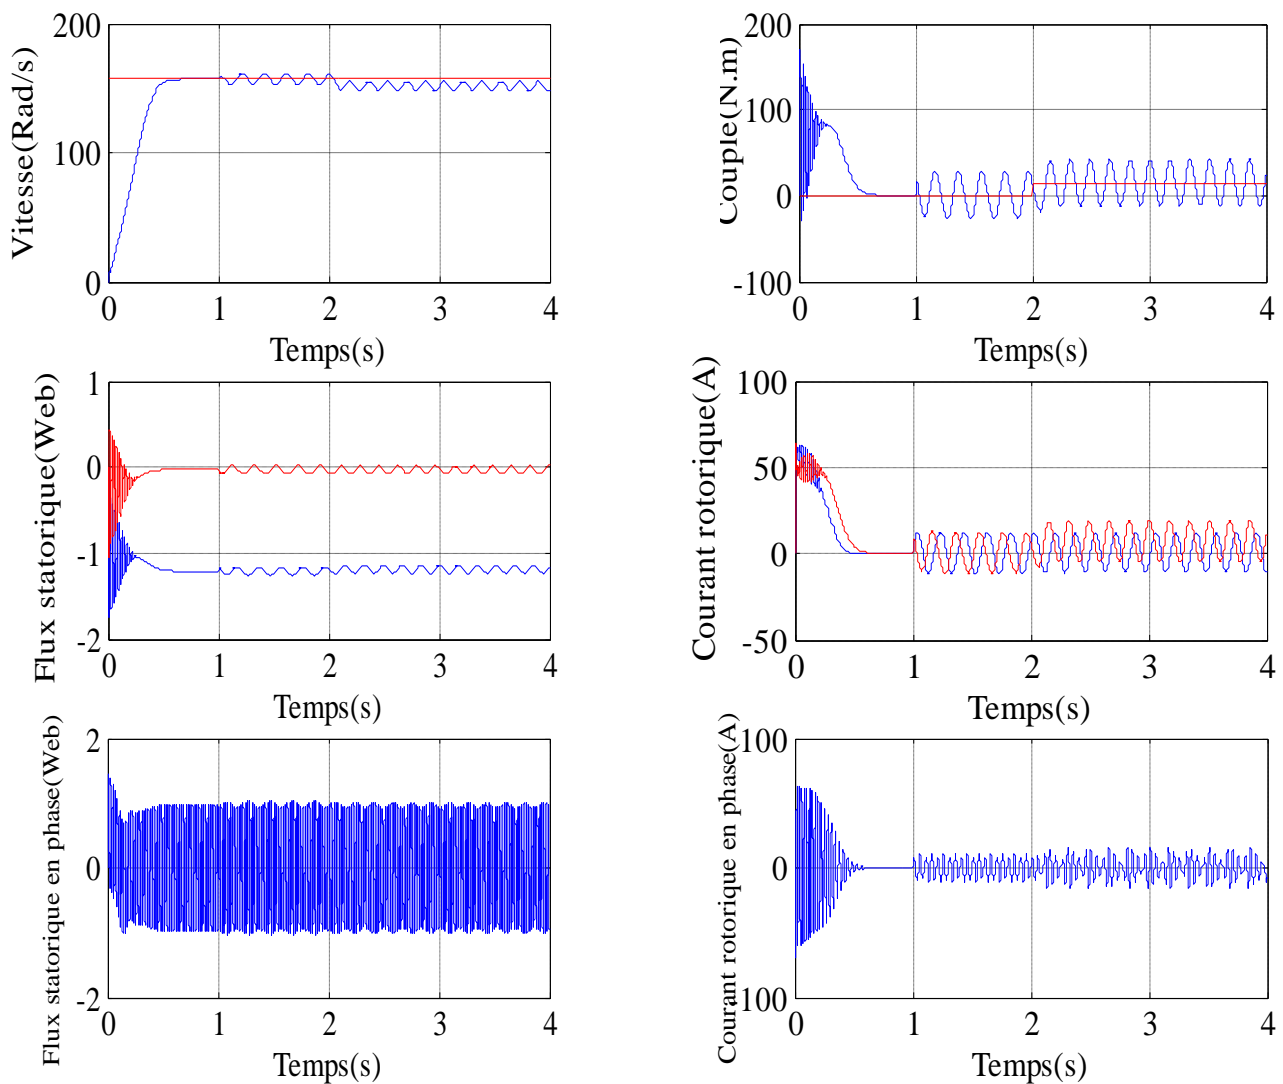 Vitesse(Rad/s)
200
100
0
0 1 2 3 4
Temps(s)
Couple(N.m)
200
100
0
-100
0 1 2 3 4
Temps(s)
Flux statorique(Web)
1
0
-1
-2
0 1 2 3 4
Temps(s)
Courant rotorique(A)
100
50
0
-50
0 1 2 3 4
Temps(s)
Flux statorique en phase(Web)
2
0
-2
0 1 2 3 4
Temps(s)
Courant rotorique en phase(A)
100
0
100
0 1 2 3 4
Temps(s)